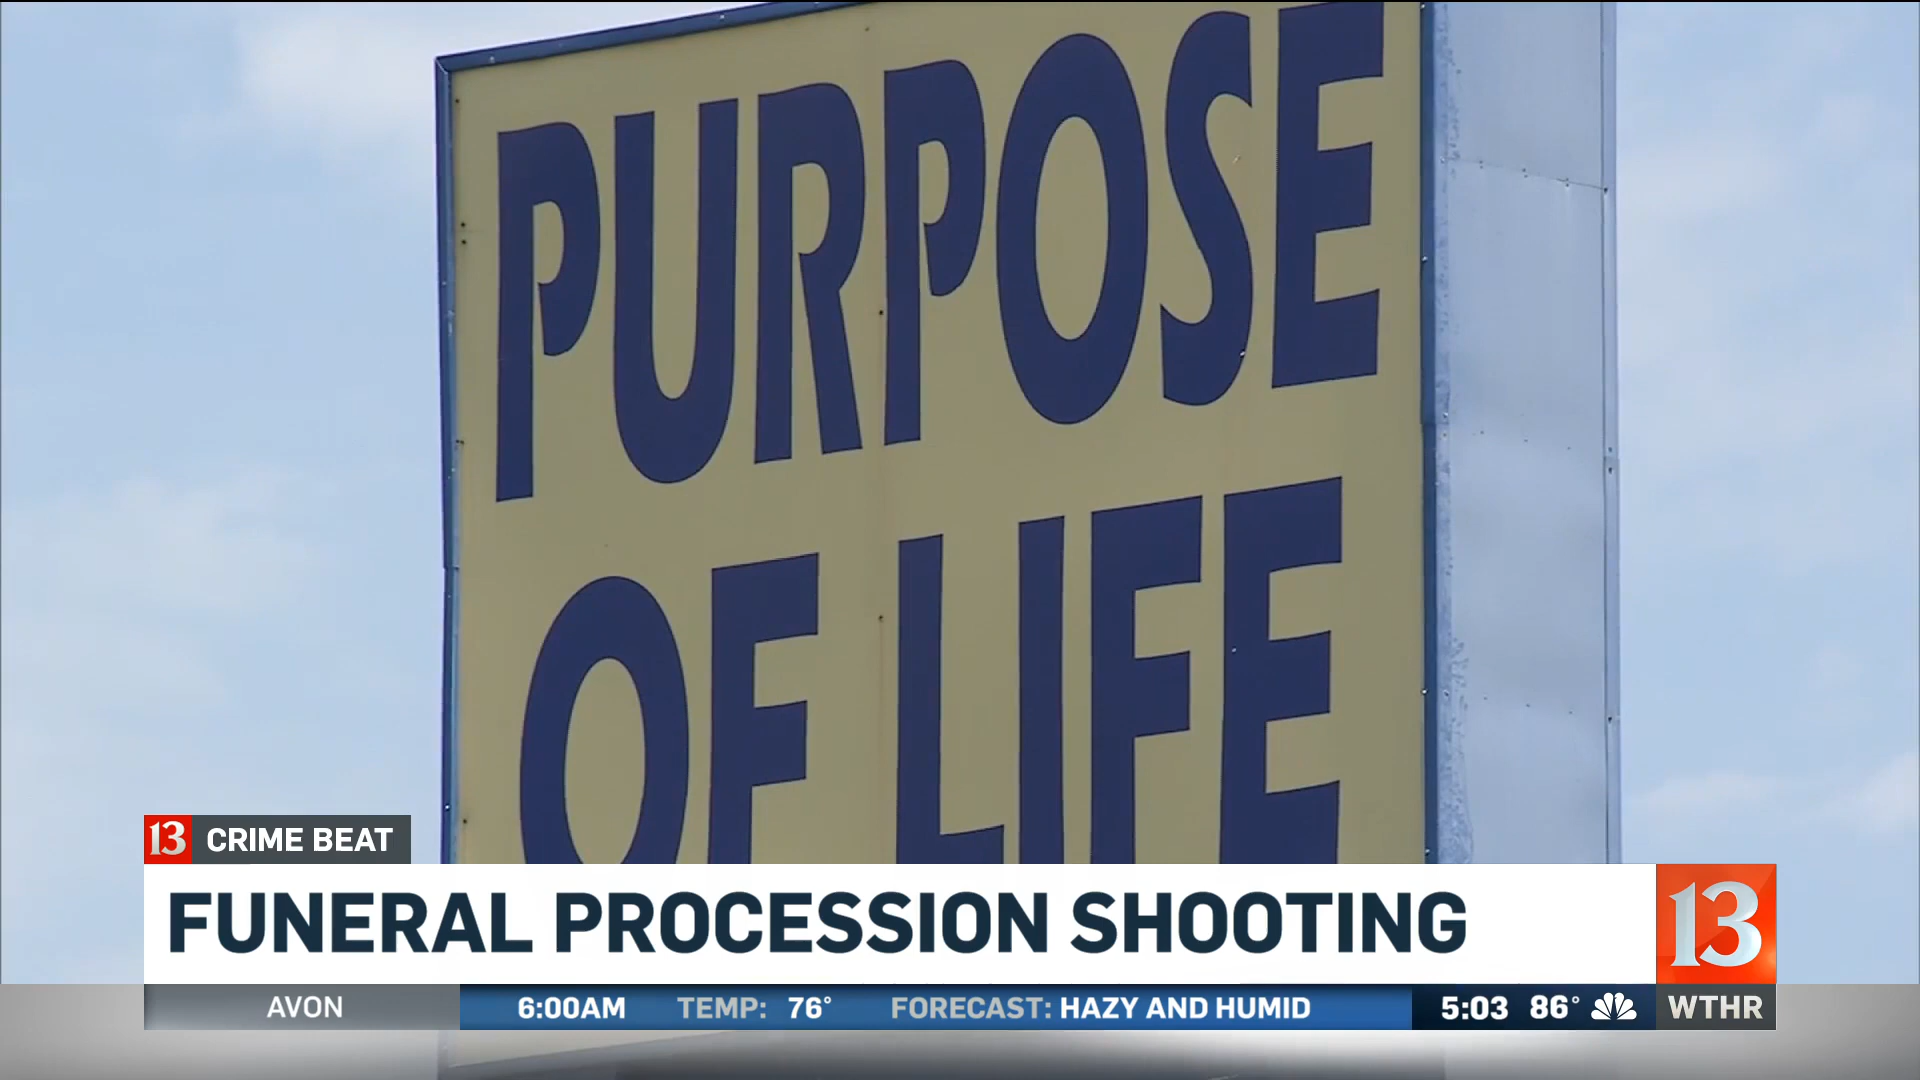 PURPOSE
OF LIFE
13 CRIME BEAT
FUNERAL PROCESSION SHOOTING
13
AVON 6:00AM TEMP: 76° FORECAST: HAZY AND HUMID 5:03 86° WTHR